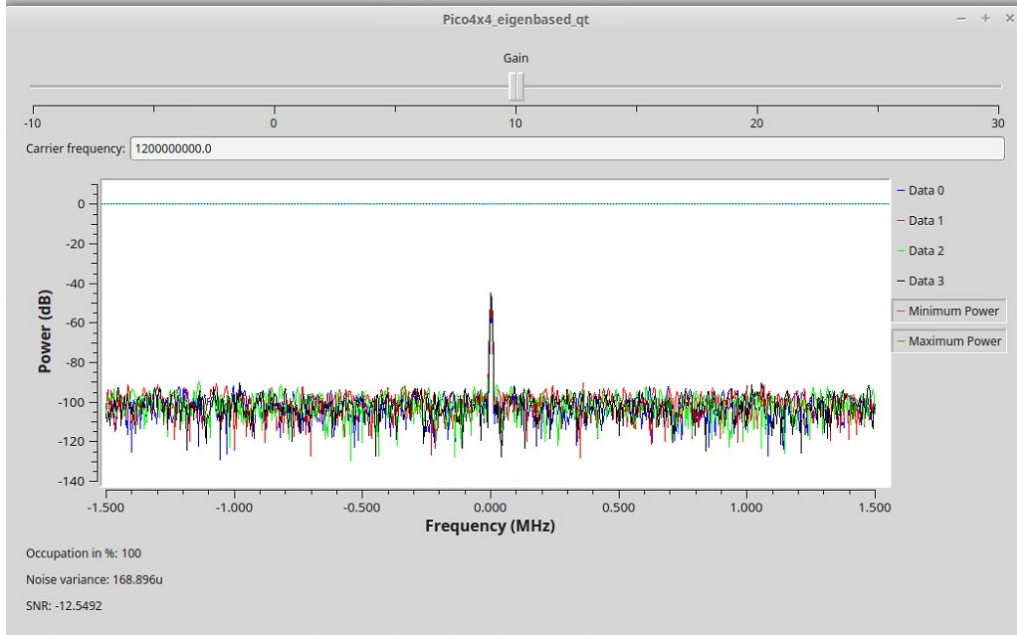 Pico4x4_eigenbased_qt
Gain
-10 0 10 20 30
Carrier frequency: 1200000000.0
0
-20
-40
-60
-80
-100
-120
-140
Power (dB)
-1.500 -1.000 -0.500 0.000 0.500 1.000 1.500
Frequency (MHz)
Data 0
Data 1
Data 2
Data 3
Minimum Power
Maximum Power
Occupation in %: 100
Noise variance: 168.896u
SNR: -12.5492